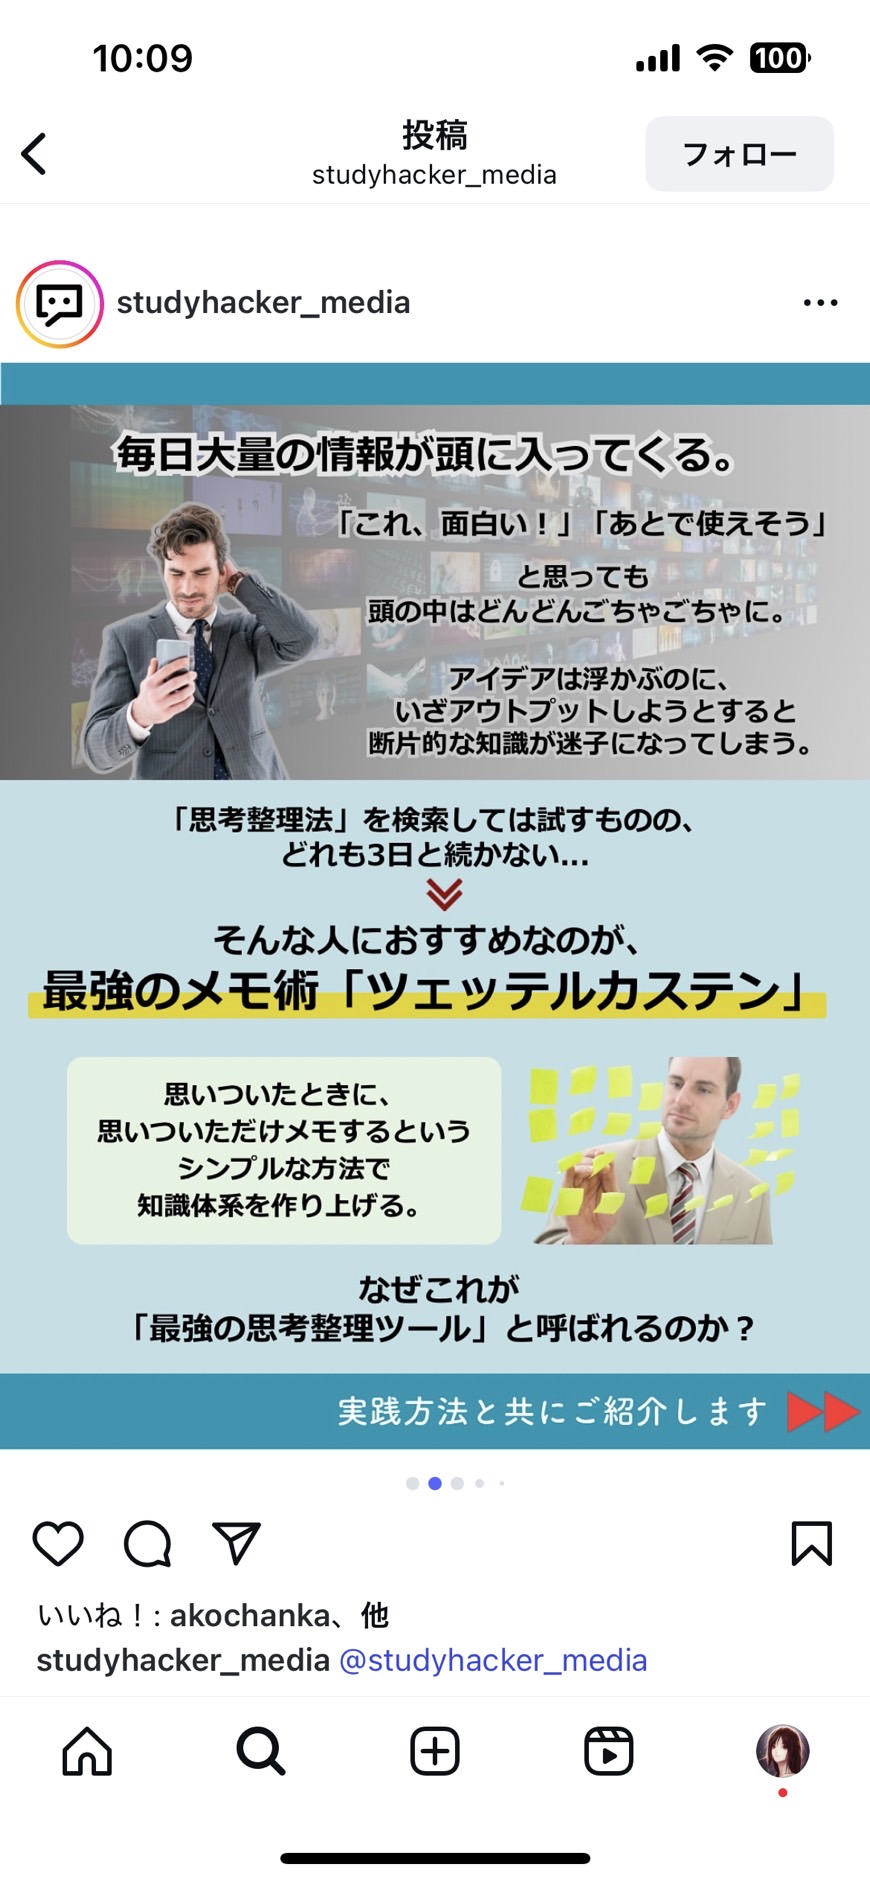 10:09
100
投稿
studyhacker_media
フォロー
studyhacker_media
毎日大量の情報が頭に入ってくる。
「これ、面白い！」「あとで使えそう」
と思っても
頭の中はどんどんごちゃごちゃに。
アイデアは浮かぶのに、
いざアウトプットしようとすると
断片的な知識が迷子になってしまう。
「思考整理法」を検索しては試すものの、
どれも3日と続かない...
そんな人におすすめなのが、
最強のメモ術「ツェッテルカステン」
思いついたときに、
思いついただけメモするという
シンプルな方法で
知識体系を作り上げる。
なぜこれが
「最強の思考整理ツール」と呼ばれるのか？
実践方法と共にご紹介します
いいね！: akochanka、他
studyhacker_media @studyhacker_media